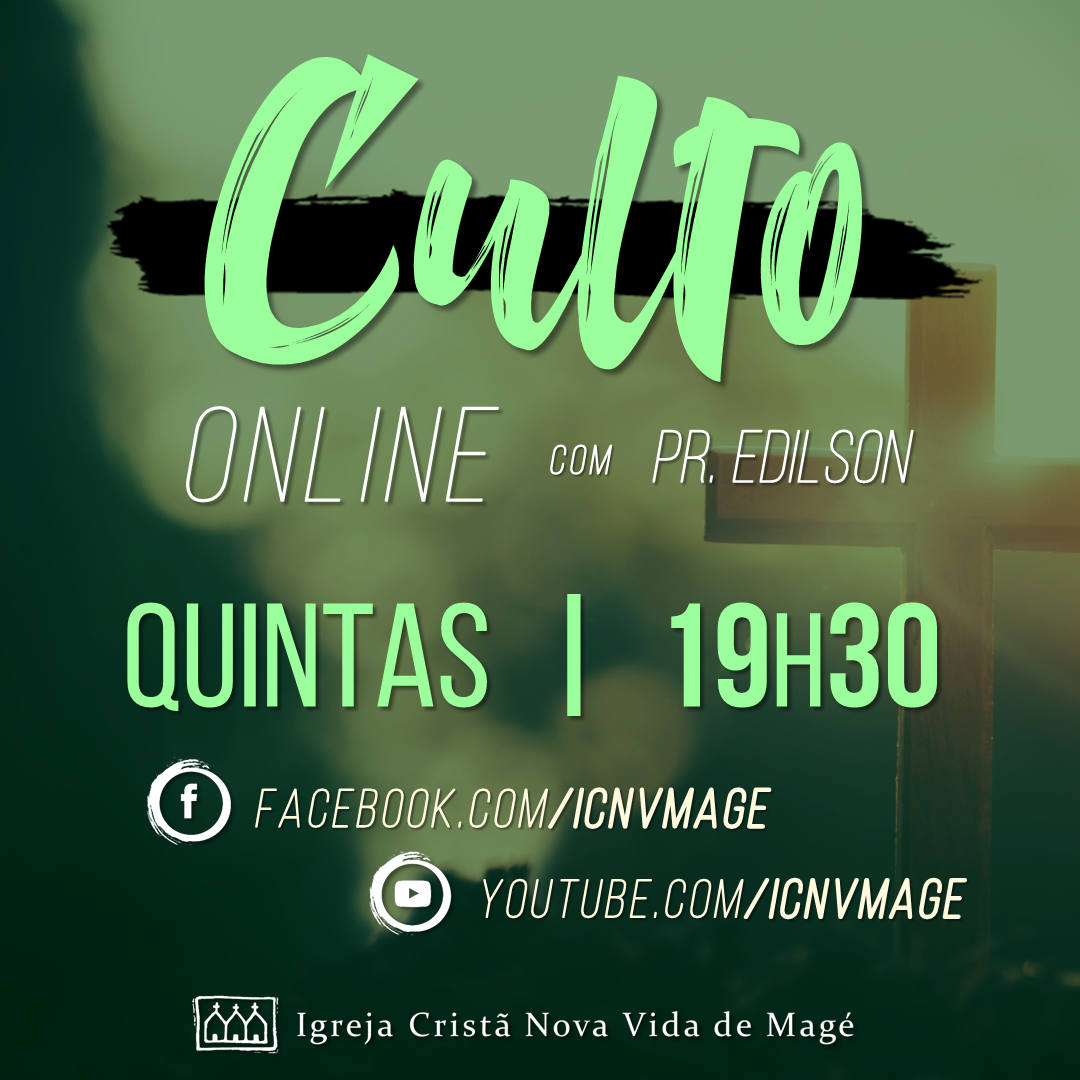 Culto
ONLINE COM PR. EDILSON
QUINTAS | 19H30
FACEBOOK.COM/ICNVMAGE
YOUTUBE.COM/ICNVMAGE
Igreja Cristã Nova Vida de Magé